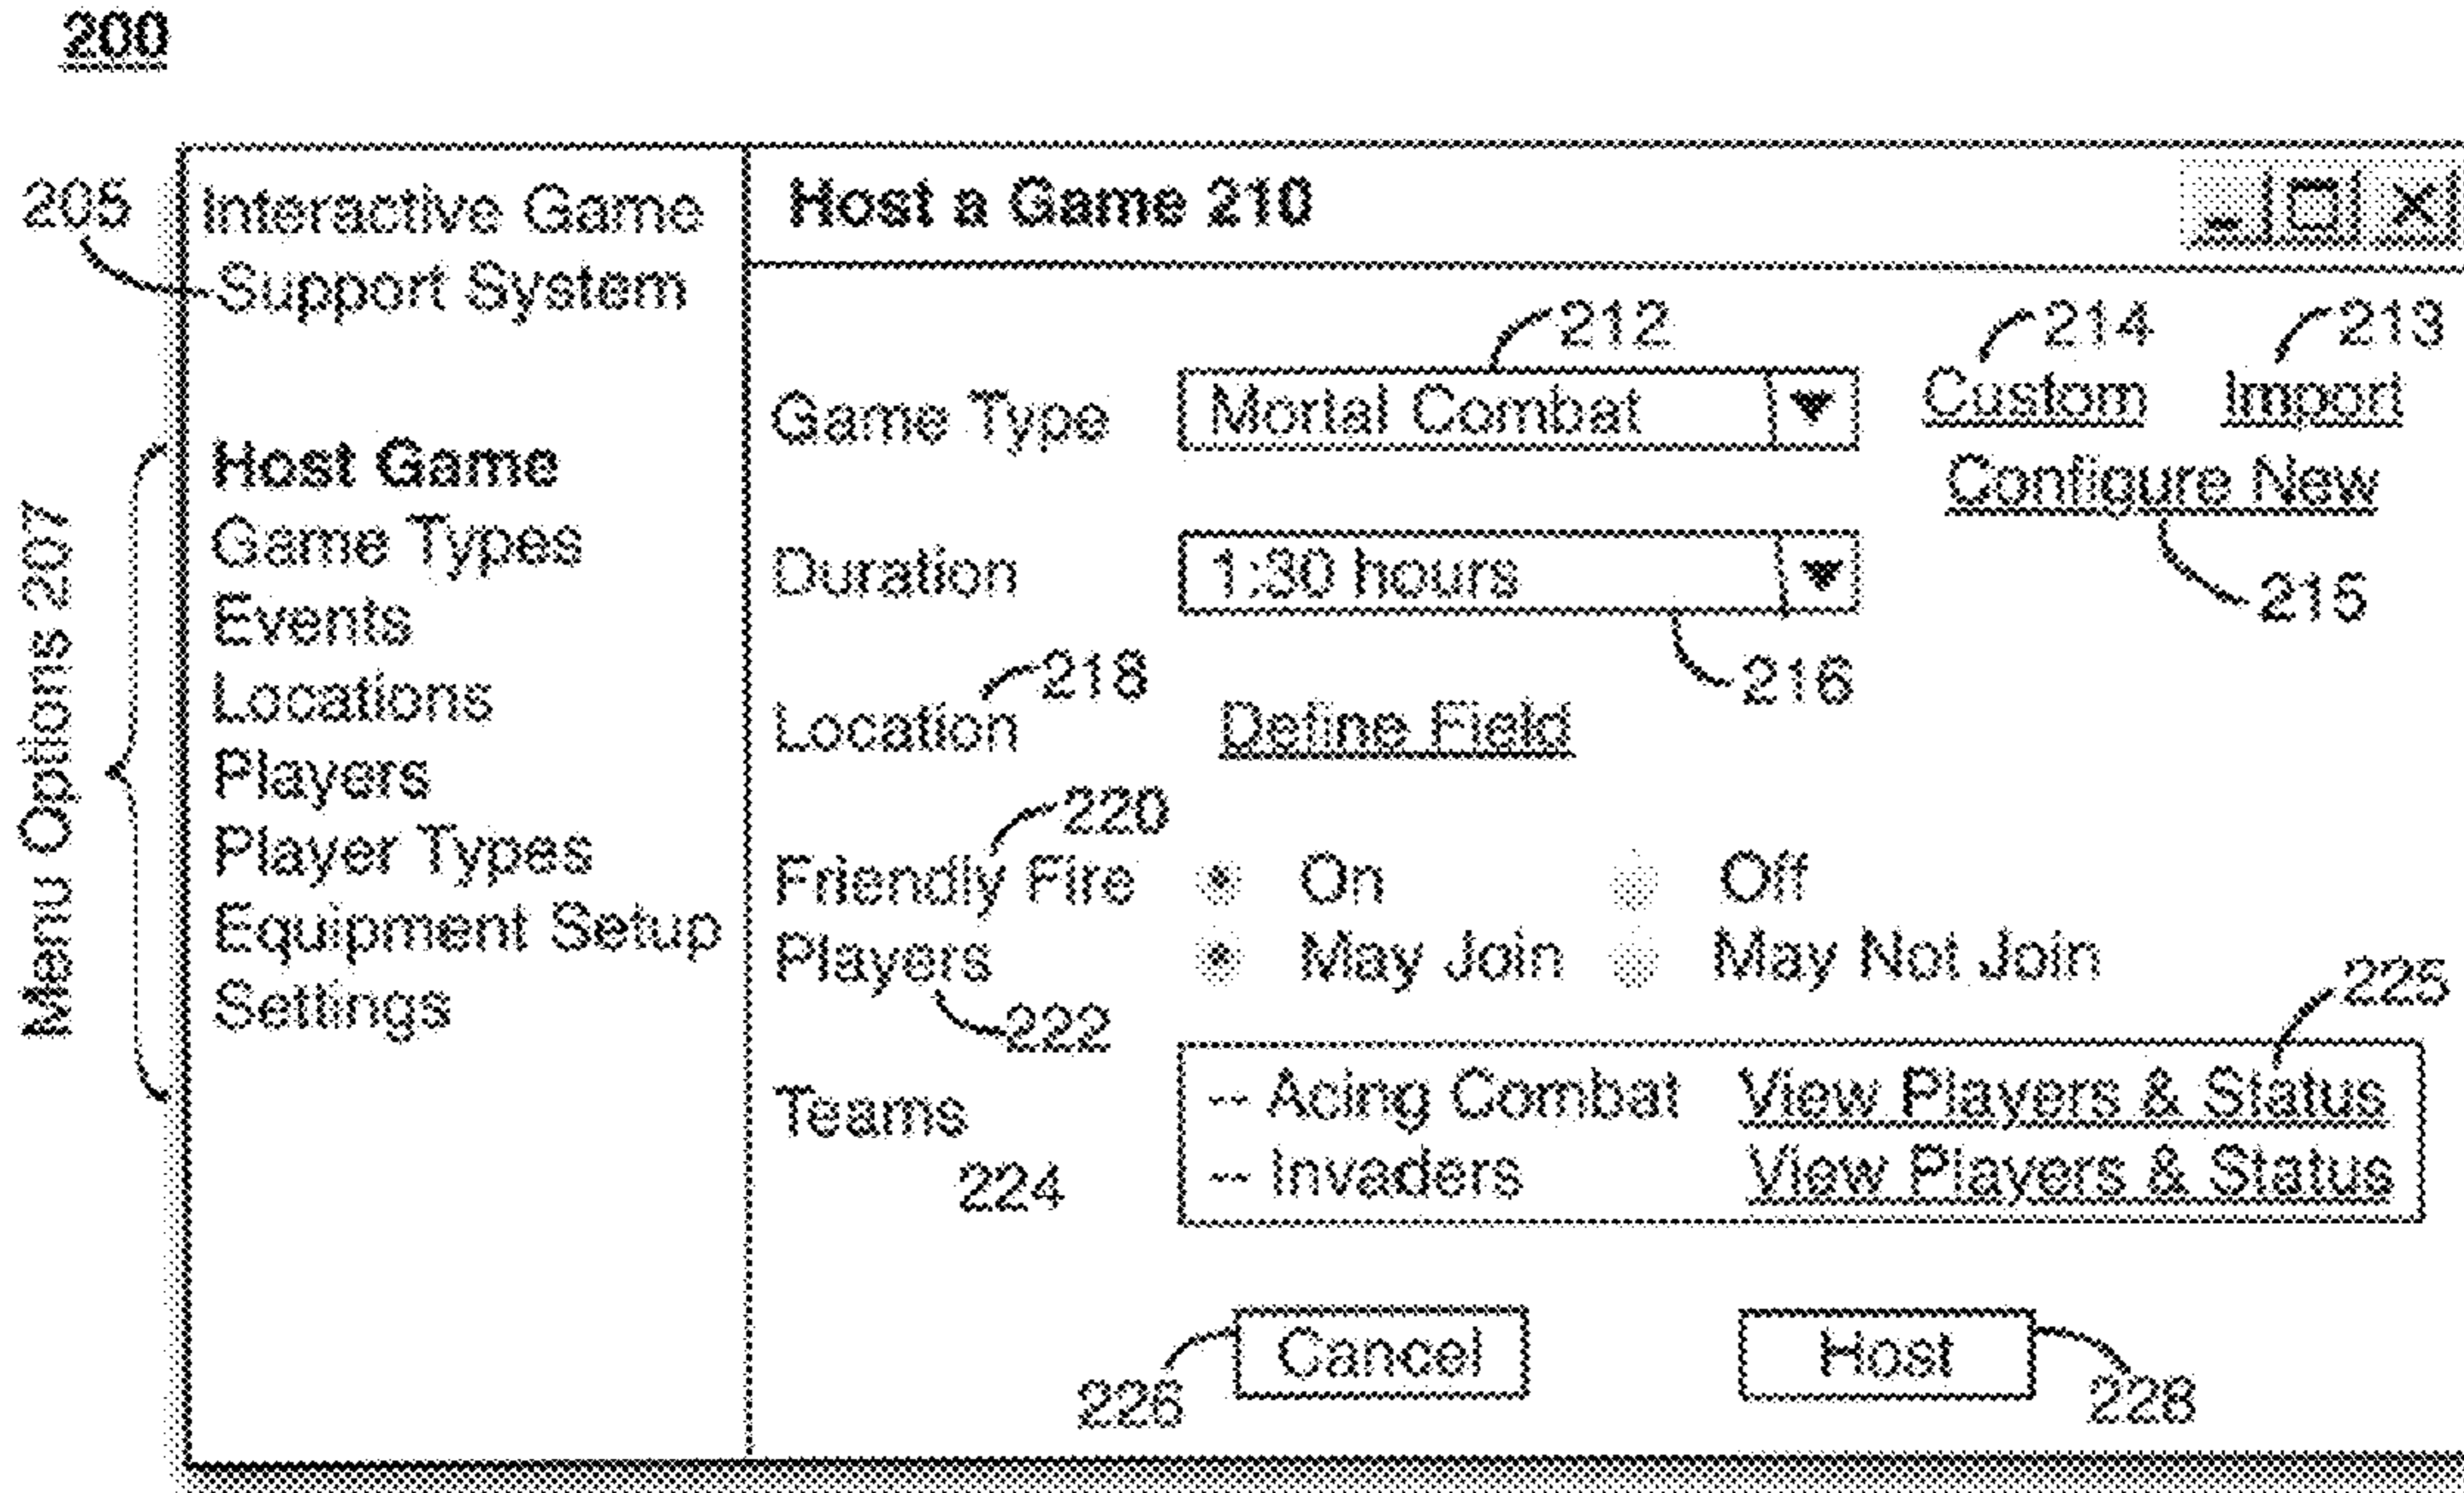 200
205
Interactive Game
Support System
Menu Options 207
Host Game
Game Types
Events
Locations
Players
Player Types
Equipment Setup
Settings
Host a Game 210
212
214
213
Game Type
Mortal Combat
Custom
Import
Configure New
215
Duration
1:30 hours
216
218
Location
Define Field
220
Friendly Fire
On
Off
Players
May Join
May Not Join
222
225
Teams
224
-- Acing Combat
View Players & Status
-- Invaders
View Players & Status
226
Cancel
Host
228